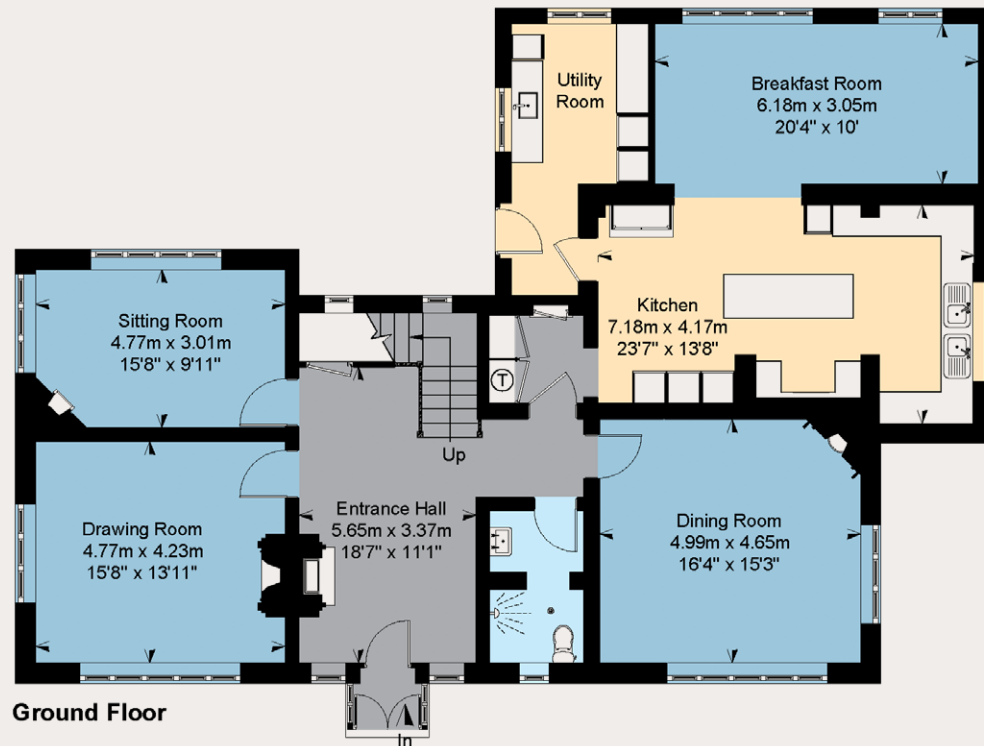 Utility
Room
Breakfast Room
6.18m x 3.05m
20'4" x 10'
Sitting Room
4.77m x 3.01m
15'8" x 9'11"
Kitchen
7.18m x 4.17m
23'7" x 13'8"
T
Up
Drawing Room
4.77m x 4.23m
15'8" x 13'11"
Entrance Hall
5.65m x 3.37m
18'7" x 11'1"
Dining Room
4.99m x 4.65m
16'4" x 15'3"
Ground Floor
In